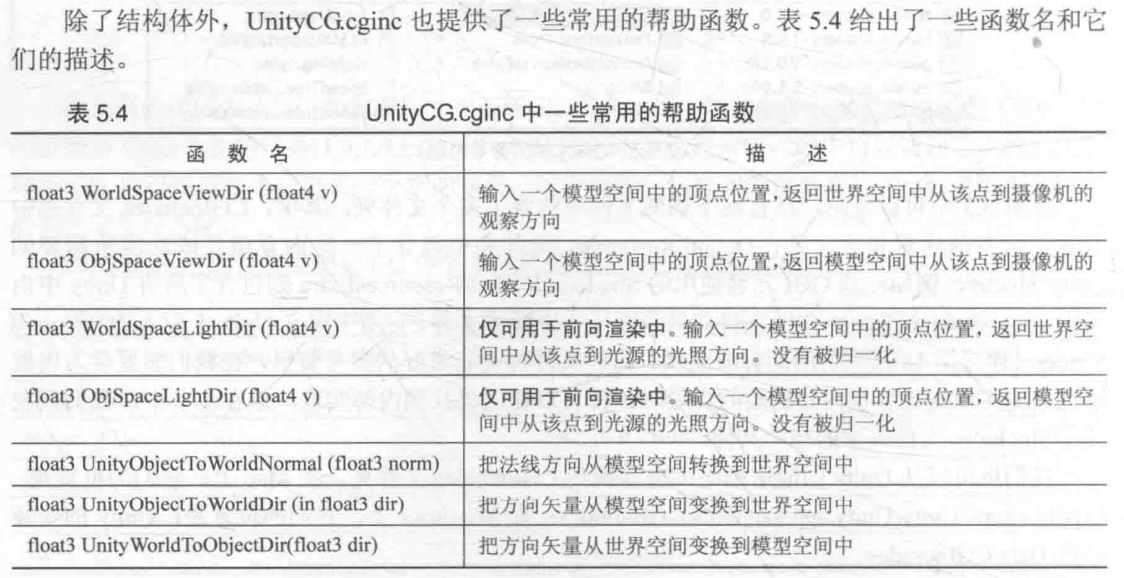 除了结构体外，UnityCG.cginc 也提供了一些常用的帮助函数。表 5.4 给出了一些函数名和它
们的描述。
表 5.4 UnityCG.cginc 中一些常用的帮助函数
函 数 名 描 述
float3 WorldSpaceViewDir (float4 v) 输入一个模型空间中的顶点位置，返回世界空间中从该点到摄像机的
观察方向
float3 ObjSpaceViewDir (float4 v) 输入一个模型空间中的顶点位置，返回模型空间中从该点到摄像机的
观察方向
float3 WorldSpaceLightDir (float4 v) 仅可用于前向渲染中。输入一个模型空间中的顶点位置，返回世界空
间中从该点到光源的光照方向。没有被归一化
float3 ObjSpaceLightDir (float4 v) 仅可用于前向渲染中。输入一个模型空间中的顶点位置，返回模型空
间中从该点到光源的光照方向。没有被归一化
float3 UnityObjectToWorldNormal (float3 norm) 把法线方向从模型空间转换到世界空间中
float3 UnityObjectToWorldDir (in float3 dir) 把方向矢量从模型空间变换到世界空间中
float3 UnityWorldToObjectDir(float3 dir) 把方向矢量从世界空间变换到模型空间中